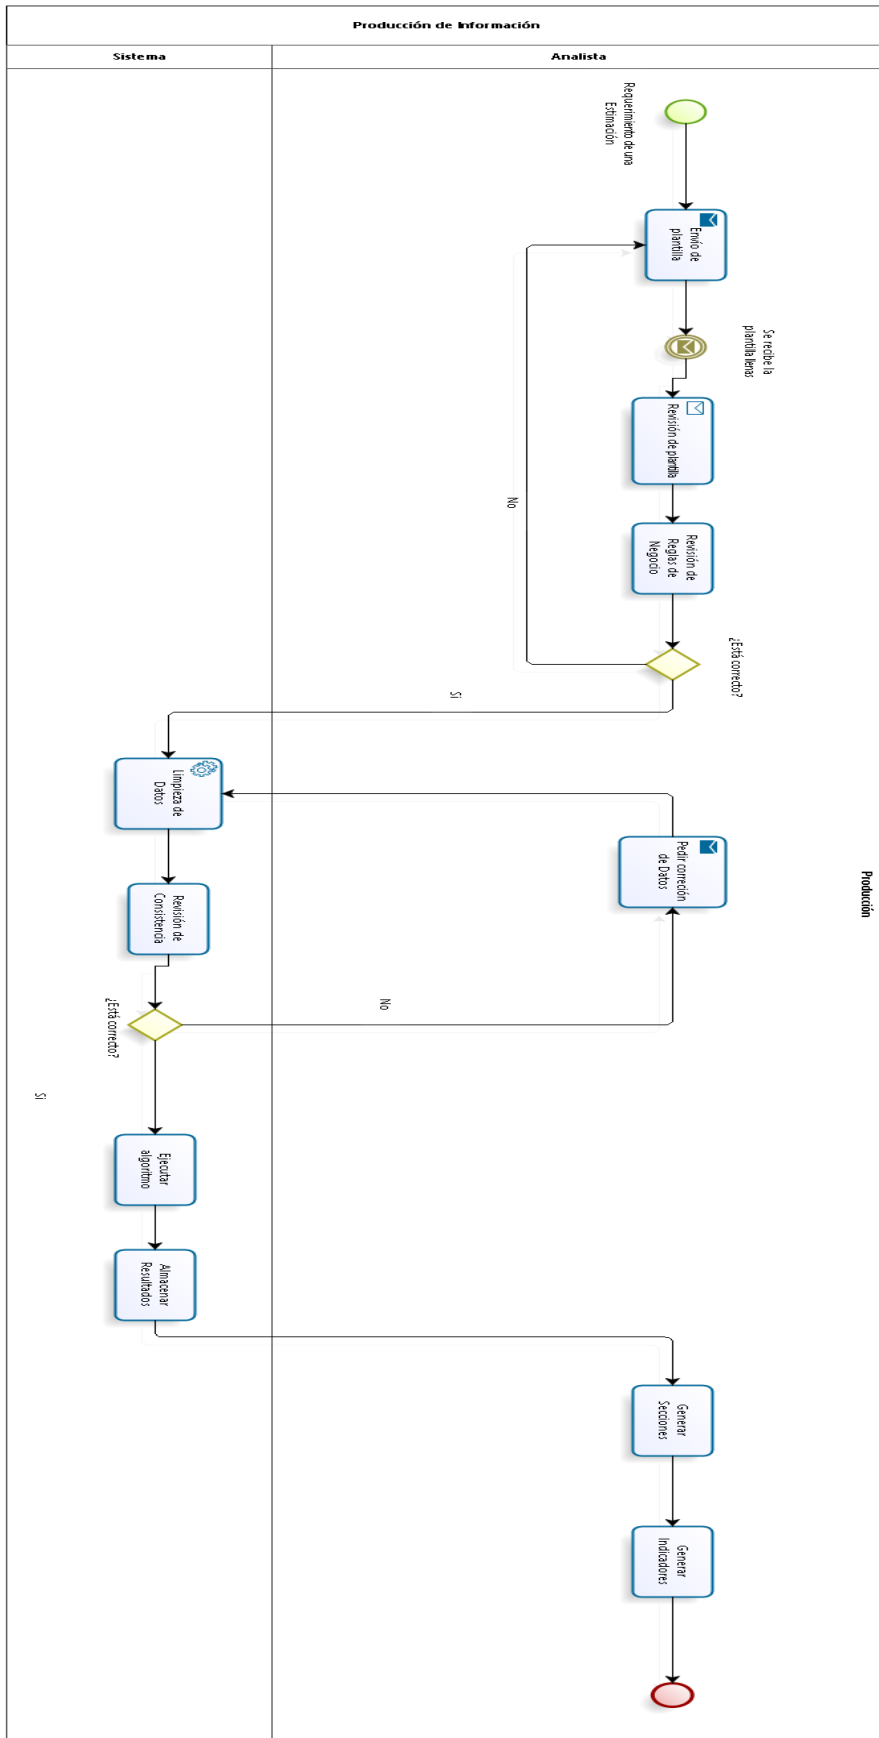 Producción de Información
Sistema
Analista
Requerimiento de una
Estimación
Envío de
plantilla
Se recibe la
plantilla llenas
Revisión de plantilla
Revisión de
Reglas de
Negocio
No
¿Está correcto?
Si
Limpieza de
Datos
Pedir correción
de Datos
Producción
Revisión de
Consistencia
No
¿Está correcto?
Si
Ejecutar
algoritmo
Almacenar
Resultados
Generar
Secciones
Generar
Indicadores